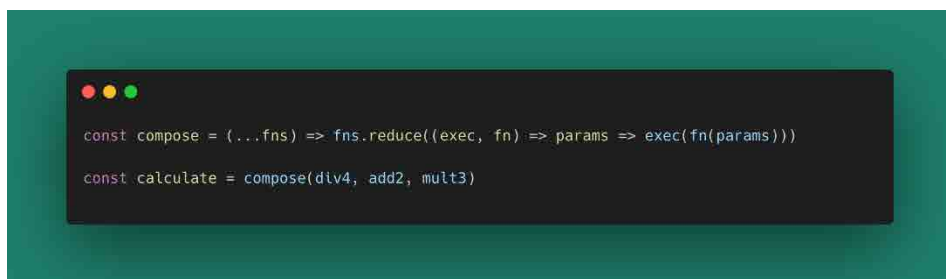 const compose = (...fns) => fns.reduce((exec, fn) => params => exec(fn(params)))
const calculate = compose(div4, add2, mult3)